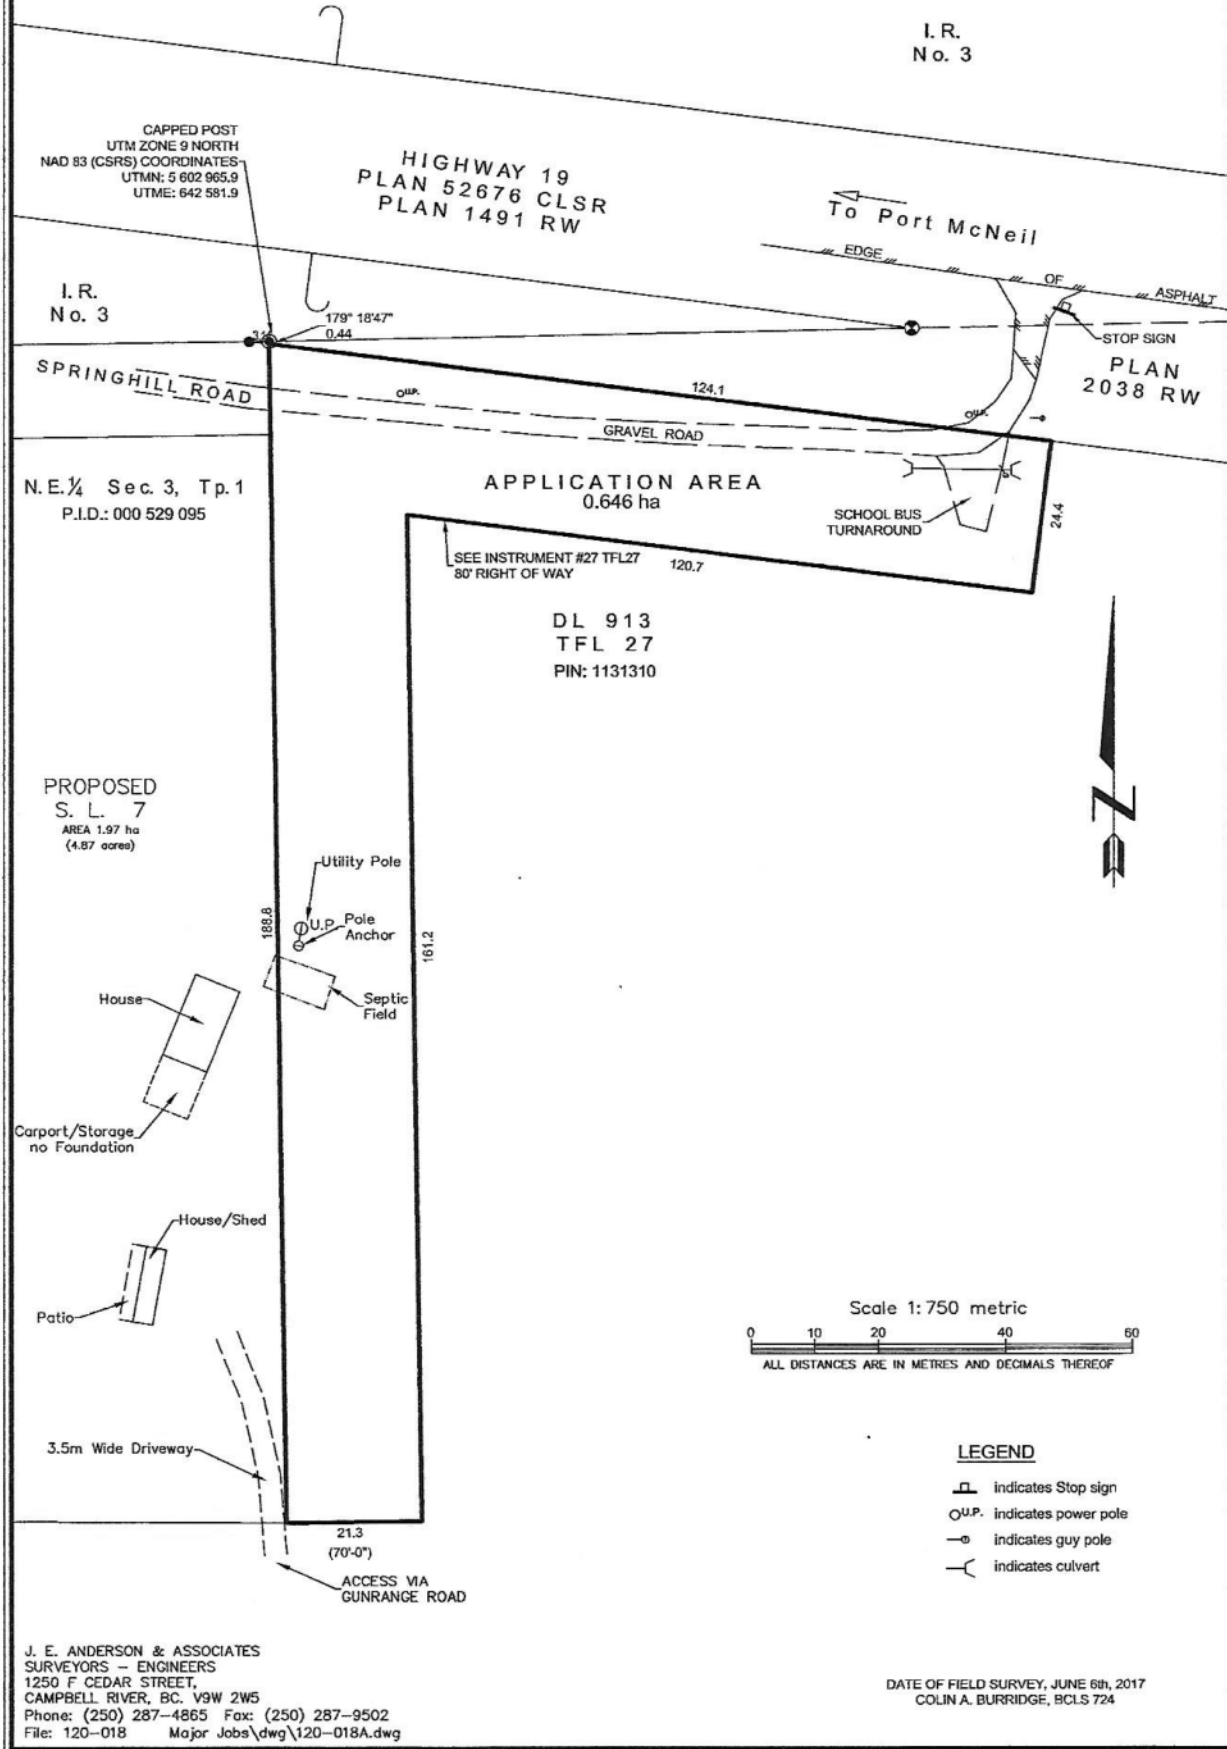 I.R.
No. 3
CAPPED POST
UTM ZONE 9 NORTH
NAD 83 (CSRS) COORDINATES
UTMN: 5 602 965.9
UTME: 642 581.9
HIGHWAY 19
PLAN 52676 CLSR
PLAN 1491 RW
To Port McNeil
EDGE OF ASPHALT
I.R.
No. 3
179° 18'47"
0.44
STOP SIGN
PLAN
2038 RW
SPRINGHILL ROAD
OU.P.
124.1
OU.P.
GRAVEL ROAD
N.E.¼ Sec. 3, Tp.1
P.I.D.: 000 529 095
APPLICATION AREA
0.646 ha
SCHOOL BUS
TURNAROUND
24.4
SEE INSTRUMENT #27 TFL27
80' RIGHT OF WAY
120.7
DL 913
TFL 27
PIN: 1131310
N
PROPOSED
S. L. 7
AREA 1.97 ha
(4.87 acres)
Utility Pole
U.P.
Pole
Anchor
188.8
161.2
House
Septic
Field
Carport/Storage
no Foundation
House/Shed
Patio
Scale 1:750 metric
0 10 20 40 60
ALL DISTANCES ARE IN METRES AND DECIMALS THEREOF
3.5m Wide Driveway
LEGEND
indicates Stop sign
OU.P. indicates power pole
indicates guy pole
indicates culvert
21.3
(70'-0")
ACCESS VIA
GUNRANGE ROAD
J. E. ANDERSON & ASSOCIATES
SURVEYORS - ENGINEERS
1250 F CEDAR STREET,
CAMPBELL RIVER, BC. V9W 2W5
Phone: (250) 287-4865 Fax: (250) 287-9502
File: 120-018 Major Jobs\dwg\120-018A.dwg
DATE OF FIELD SURVEY, JUNE 6th, 2017
COLIN A. BURRIDGE, BCLS 724